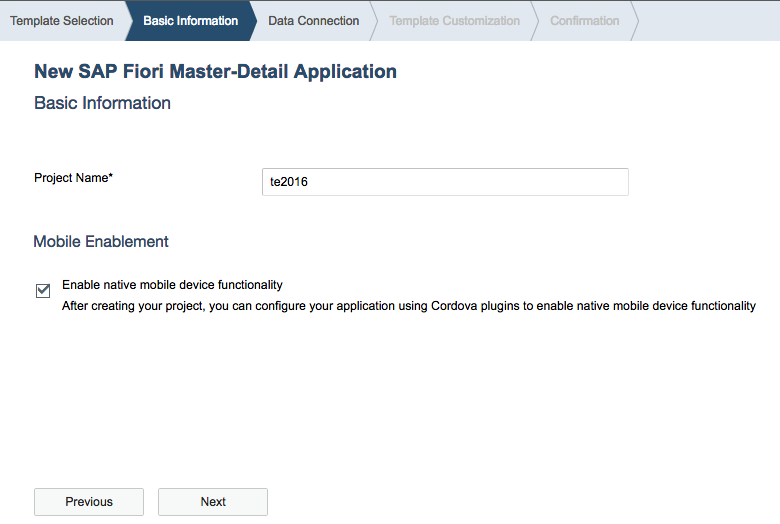 Template Selection Basic Information Data Connection Template Customization Confirmation
New SAP Fiori Master-Detail Application
Basic Information
Project Name* te2016
Mobile Enablement
Enable native mobile device functionality
After creating your project, you can configure your application using Cordova plugins to enable native mobile device functionality
Previous Next